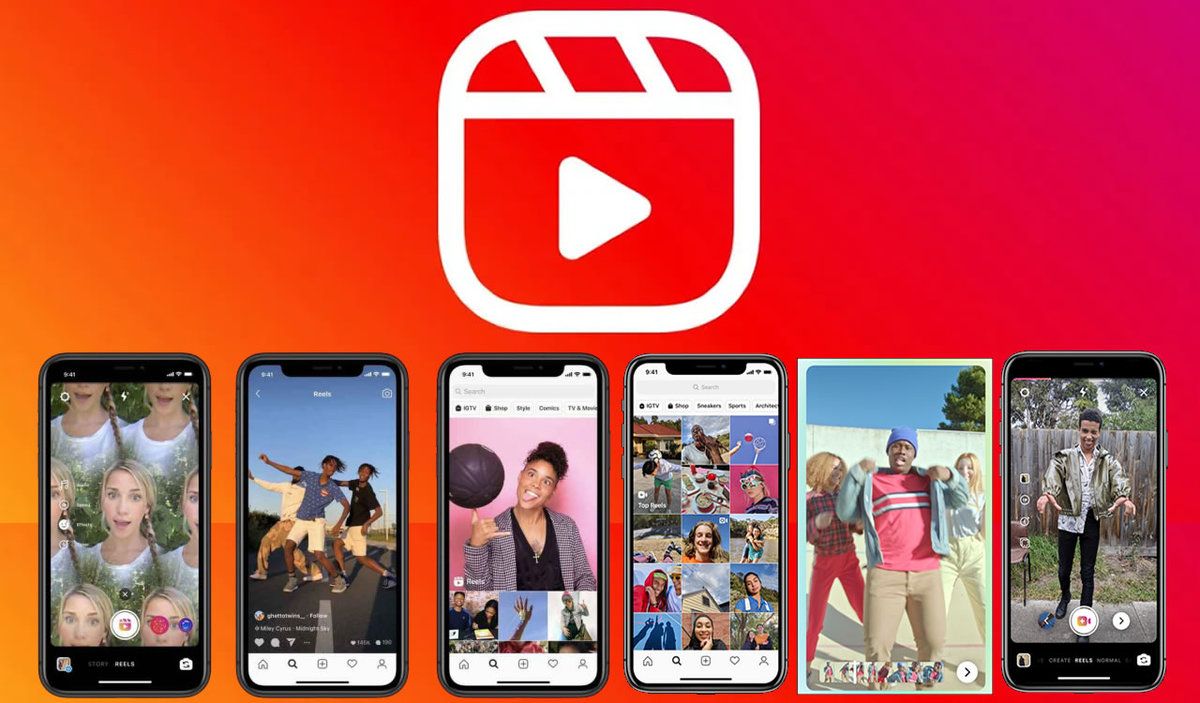 9:41
STORY REELS
9:41
Reels
ghettotwins_ · Follow
Miley Cyrus · Midnight Sky
9:41
Search
IGTV Shop Style Comics TV & Movie
Reels
9:41
Search
IGTV Shop Sneakers Sports Architect
Top Reels
CREATE REELS NORMAL